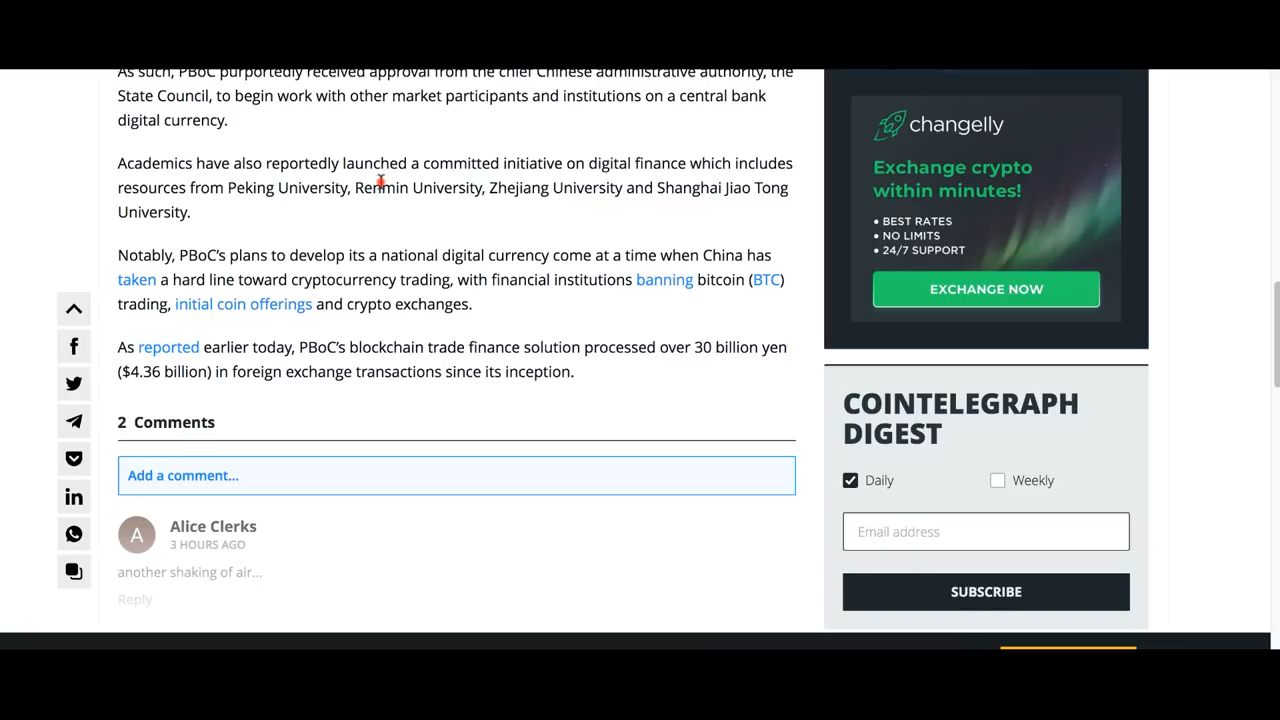 As such, PBoC purportedly received approval from the chief Chinese administrative authority, the
State Council, to begin work with other market participants and institutions on a central bank
digital currency.
Academics have also reportedly launched a committed initiative on digital finance which includes
resources from Peking University, Renmin University, Zhejiang University and Shanghai Jiao Tong
University.
Notably, PBoC’s plans to develop its a national digital currency come at a time when China has
taken a hard line toward cryptocurrency trading, with financial institutions banning bitcoin (BTC)
trading, initial coin offerings and crypto exchanges.
As reported earlier today, PBoC’s blockchain trade finance solution processed over 30 billion yen
($4.36 billion) in foreign exchange transactions since its inception.
2 Comments
Add a comment...
A
Alice Clerks
3 HOURS AGO
another shaking of air...
Reply
changelly
Exchange crypto
within minutes!
• BEST RATES
• NO LIMITS
• 24/7 SUPPORT
EXCHANGE NOW
COINTELEGRAPH
DIGEST
Daily
Weekly
Email address
SUBSCRIBE